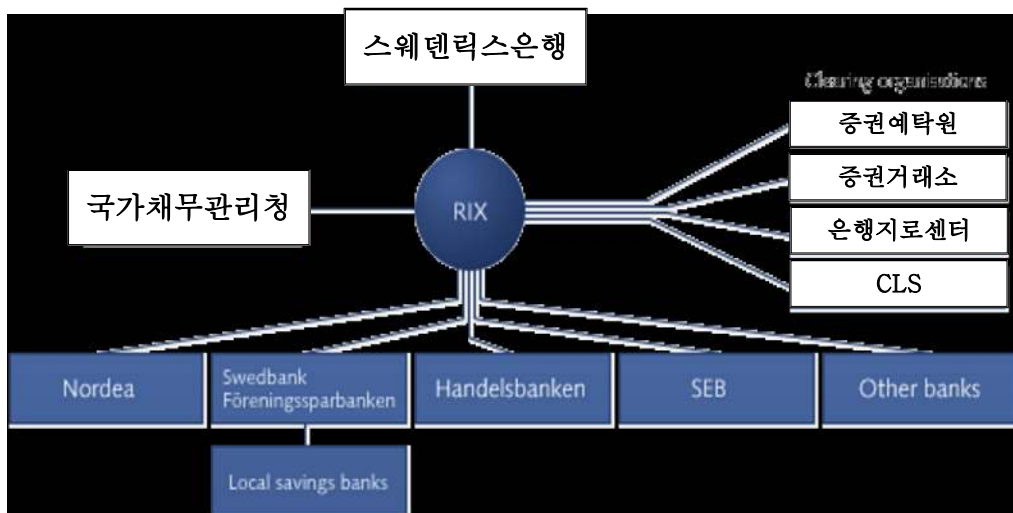 스웨덴릭스은행
Clearing organisations
증권예탁원
증권거래소
국가채무관리청
RIX
은행지로센터
CLS
Nordea
Swedbank
Föreningssparbanken
Handelsbanken
SEB
Other banks
Local savings banks